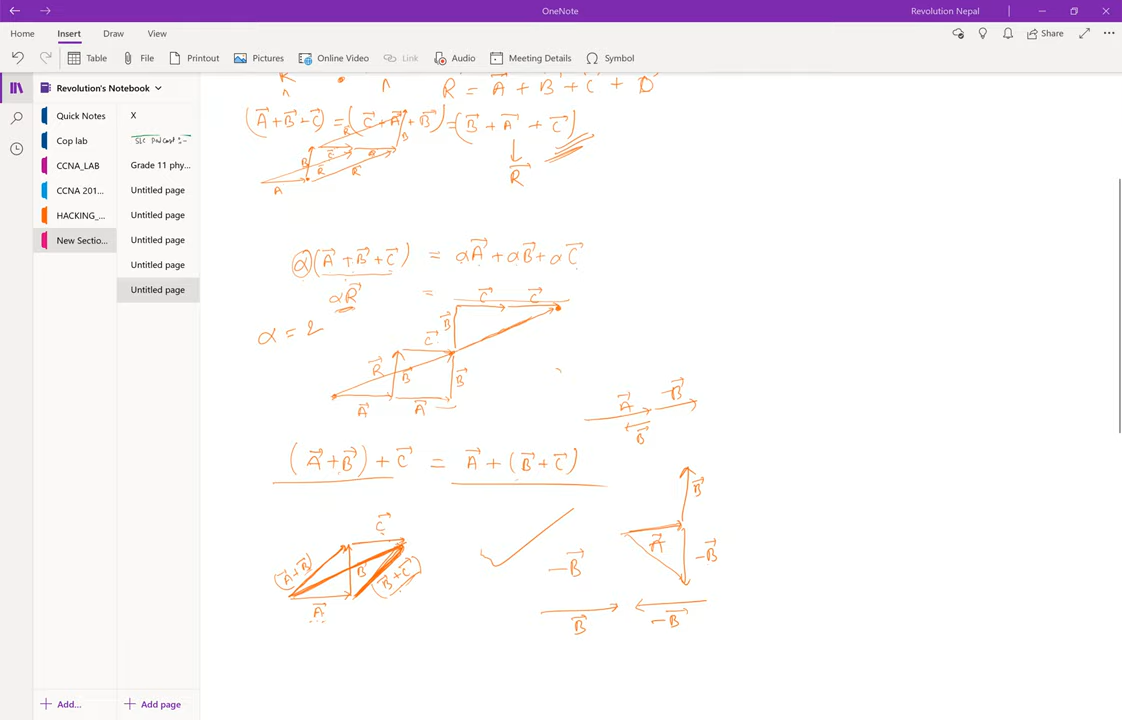 OneNote
Revolution Nepal
Home Insert Draw View
Share
Table File Printout Pictures Online Video Link Audio Meeting Details Symbol
Revolution's Notebook
Quick Notes
Cop lab
CCNA_LAB
CCNA 201...
HACKING_...
New Sectio...
X
Grade 11 phy...
Untitled page
Untitled page
Untitled page
Untitled page
Untitled page
Add...
Add page
R = A⃗ + B⃗ + C⃗ + D⃗
(A⃗+B⃗+C⃗) = (C⃗+A⃗+B⃗) = (B⃗ + A⃗ + C⃗)
R⃗
A
B
C
R
R
B
α(A⃗+B⃗+C⃗) = αA⃗ + αB⃗ + αC⃗
αR⃗ =
α = 2
C⃗ C⃗
B⃗
C⃗
R⃗ B⃗ B⃗
A⃗ A⃗
A⃗ -B⃗
B⃗
(A⃗+B⃗) + C⃗ = A⃗ + (B⃗+C⃗)
C⃗
(A⃗+B⃗) B⃗ (B⃗+C⃗)
A⃗
B⃗
A⃗ -B⃗
-B⃗
B⃗ -B⃗